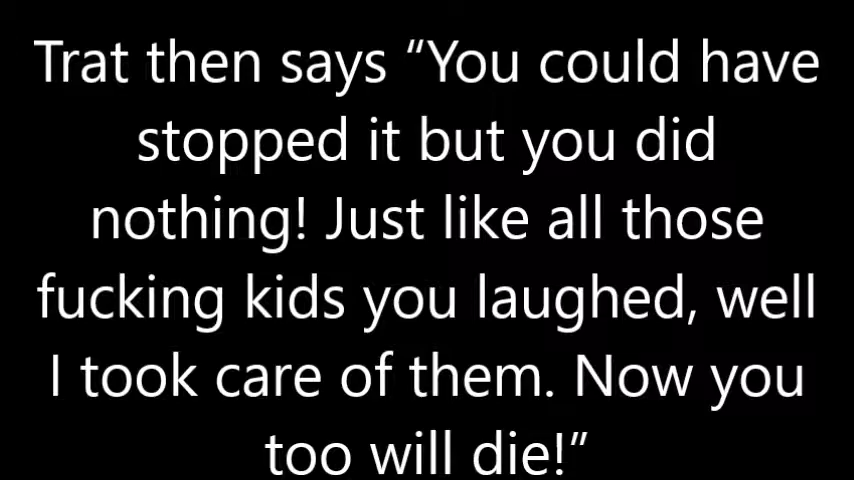 Trat then says “You could have
stopped it but you did
nothing! Just like all those
fucking kids you laughed, well
I took care of them. Now you
too will die!”